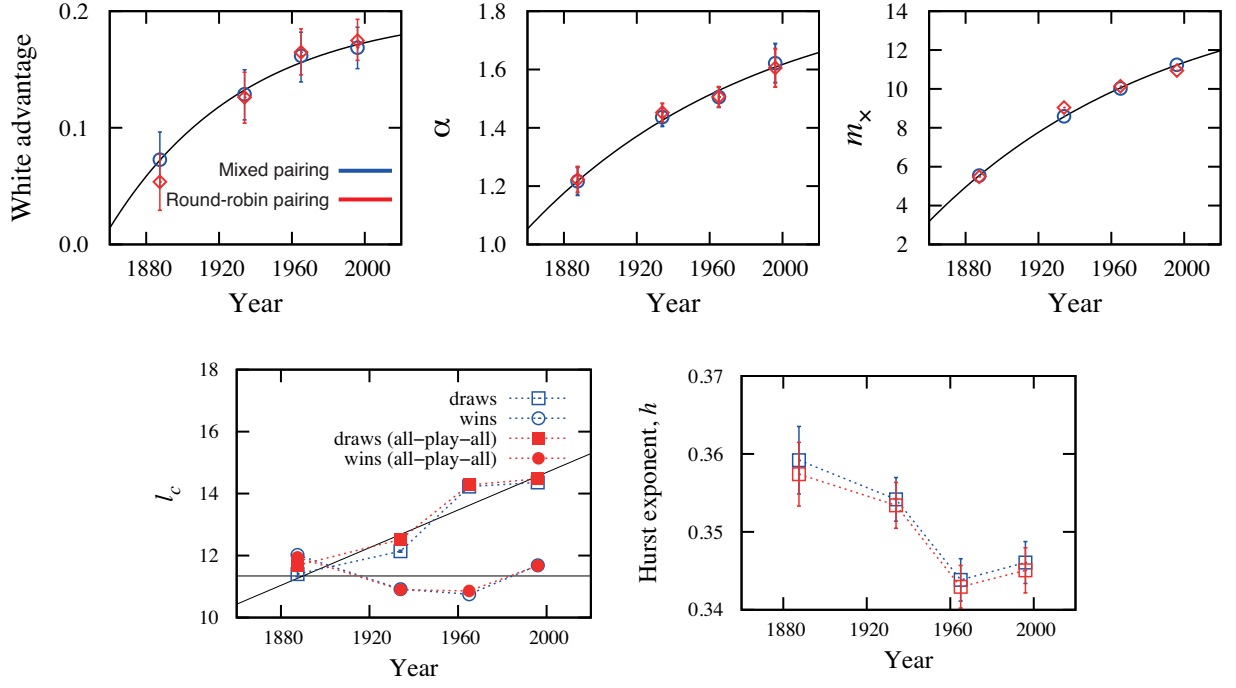 White advantage
0.2
0.1
0.0
1880 1920 1960 2000
Year
Mixed pairing
Round-robin pairing
α
1.8
1.6
1.4
1.2
1.0
1880 1920 1960 2000
Year
m×
14
12
10
8
6
4
2
1880 1920 1960 2000
Year
l_c
18
16
14
12
10
1880 1920 1960 2000
Year
draws
wins
draws (all−play−all)
wins (all−play−all)
Hurst exponent, h
0.37
0.36
0.35
0.34
1880 1920 1960 2000
Year